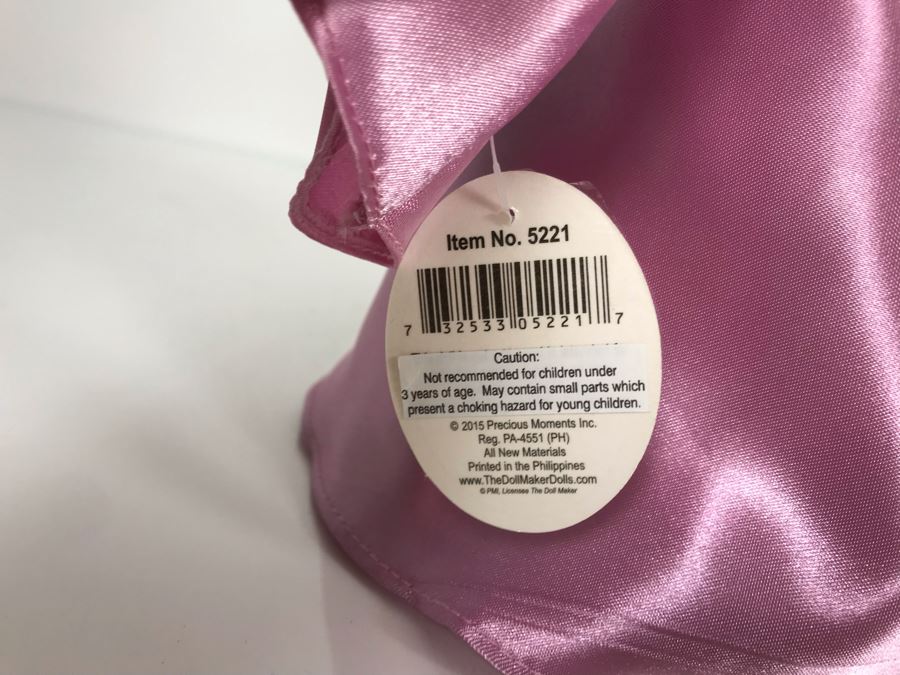 Item No. 5221
7 32533 05221 7
Caution:
Not recommended for children under
3 years of age. May contain small parts which
present a choking hazard for young children.
© 2015 Precious Moments Inc.
Reg. PA-4551 (PH)
All New Materials
Printed in the Philippines
www.TheDollMakerDolls.com
© PMI, Licensee The Doll Maker